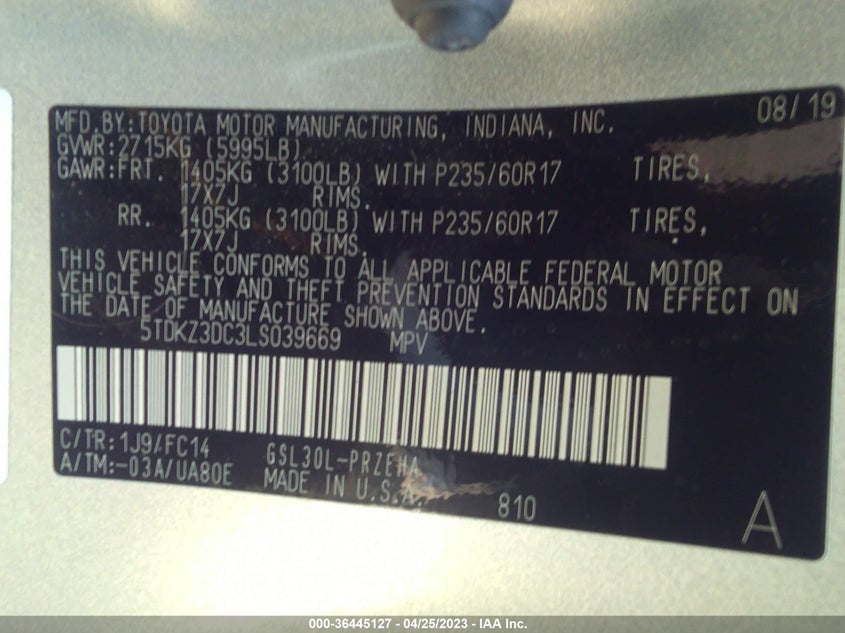 MFD.BY:TOYOTA MOTOR MANUFACTURING, INDIANA, INC. 08/19
GVWR:2715KG (5995LB)
GAWR:FRT. 1405KG (3100LB) WITH P235/60R17 TIRES,
17X7J RIMS.
RR. 1405KG (3100LB) WITH P235/60R17 TIRES,
17X7J RIMS.
THIS VEHICLE CONFORMS TO ALL APPLICABLE FEDERAL MOTOR
VEHICLE SAFETY AND THEFT PREVENTION STANDARDS IN EFFECT ON
THE DATE OF MANUFACTURE SHOWN ABOVE.
5TDKZ3DC3LS039669 MPV
C/TR:1J9/FC14 GSL30L-PRZEHA
A/TM:-03A/UA80E MADE IN U.S.A.
810
A
000-36445127 - 04/25/2023 - IAA Inc.